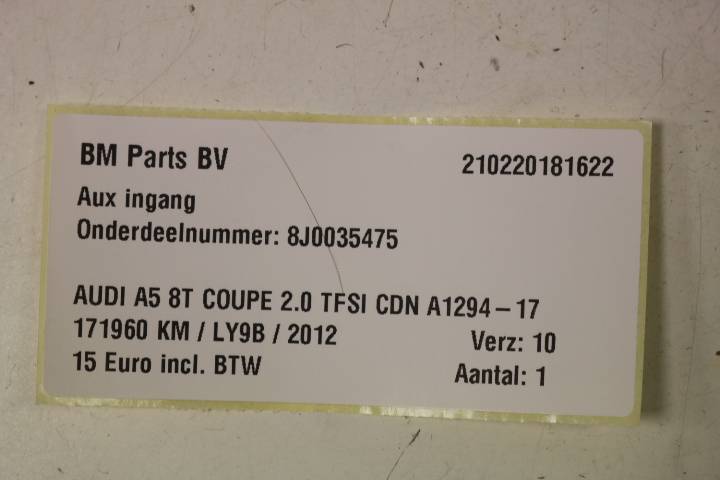 BM Parts BV 210220181622
Aux ingang
Onderdeelnummer: 8J0035475
AUDI A5 8T COUPE 2.0 TFSI CDN A1294-17
171960 KM / LY9B / 2012 Verz: 10
15 Euro incl. BTW Aantal: 1